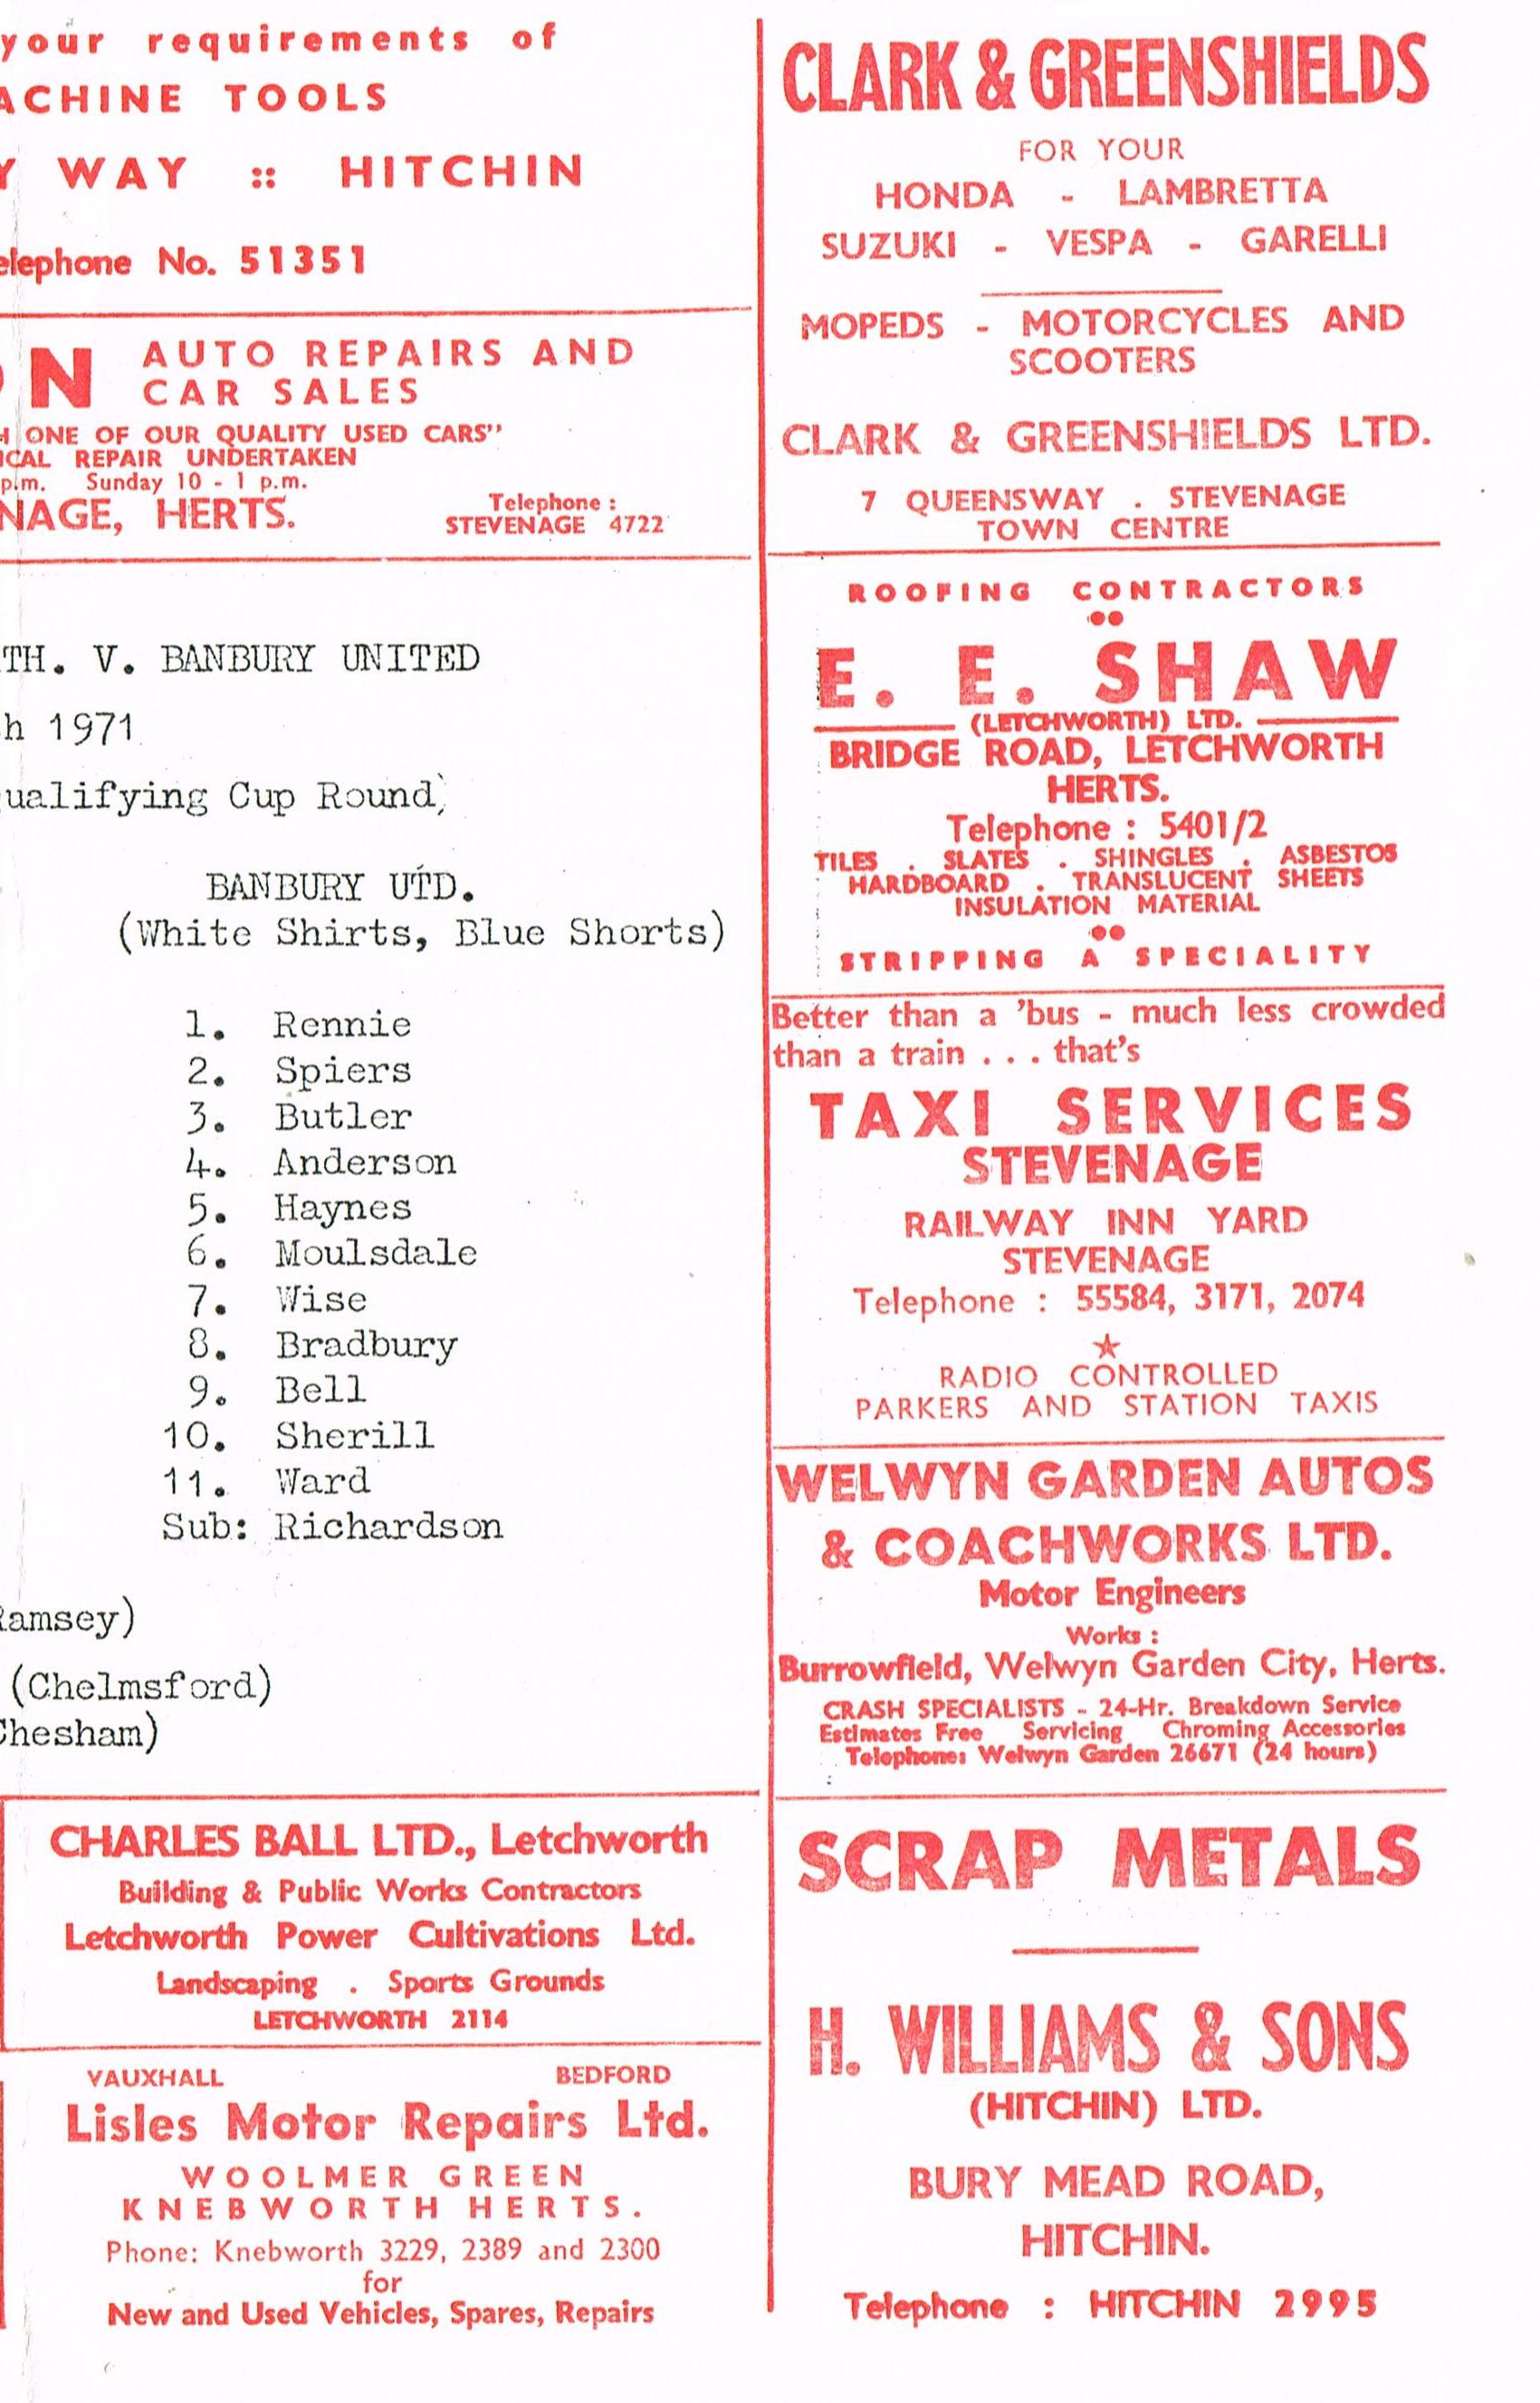 your requirements of
ACHINE TOOLS
Y WAY :: HITCHIN
elephone No. 51351
ON AUTO REPAIRS AND
CAR SALES
H ONE OF OUR QUALITY USED CARS"
ICAL REPAIR UNDERTAKEN
p.m. Sunday 10 - 1 p.m.
NAGE, HERTS.
Telephone :
STEVENAGE 4722
TH. V. BANBURY UNITED
h 1971
ualifying Cup Round)
BANBURY UTD.
(White Shirts, Blue Shorts)
1. Rennie
2. Spiers
3. Butler
4. Anderson
5. Haynes
6. Moulsdale
7. Wise
8. Bradbury
9. Bell
10. Sherill
11. Ward
Sub: Richardson
Ramsey)
(Chelmsford)
Chesham)
CHARLES BALL LTD., Letchworth
Building & Public Works Contractors
Letchworth Power Cultivations Ltd.
Landscaping . Sports Grounds
LETCHWORTH 2114
VAUXHALL BEDFORD
Lisles Motor Repairs Ltd.
WOOLMER GREEN
KNEBWORTH HERTS.
Phone: Knebworth 3229, 2389 and 2300
for
New and Used Vehicles, Spares, Repairs
CLARK & GREENSHIELDS
FOR YOUR
HONDA - LAMBRETTA
SUZUKI - VESPA - GARELLI
MOPEDS - MOTORCYCLES AND
SCOOTERS
CLARK & GREENSHIELDS LTD.
7 QUEENSWAY . STEVENAGE
TOWN CENTRE
ROOFING CONTRACTORS
E. E. SHAW
(LETCHWORTH) LTD.
BRIDGE ROAD, LETCHWORTH
HERTS.
Telephone : 5401/2
TILES . SLATES . SHINGLES . ASBESTOS
HARDBOARD . TRANSLUCENT SHEETS
INSULATION MATERIAL
STRIPPING A SPECIALITY
Better than a 'bus - much less crowded
than a train . . . that's
TAXI SERVICES
STEVENAGE
RAILWAY INN YARD
STEVENAGE
Telephone : 55584, 3171, 2074
RADIO CONTROLLED
PARKERS AND STATION TAXIS
WELWYN GARDEN AUTOS
& COACHWORKS LTD.
Motor Engineers
Works :
Burrowfield, Welwyn Garden City, Herts.
CRASH SPECIALISTS - 24-Hr. Breakdown Service
Estimates Free Servicing Chroming Accessories
Telephone: Welwyn Garden 26671 (24 hours)
SCRAP METALS
H. WILLIAMS & SONS
(HITCHIN) LTD.
BURY MEAD ROAD,
HITCHIN.
Telephone : HITCHIN 2995